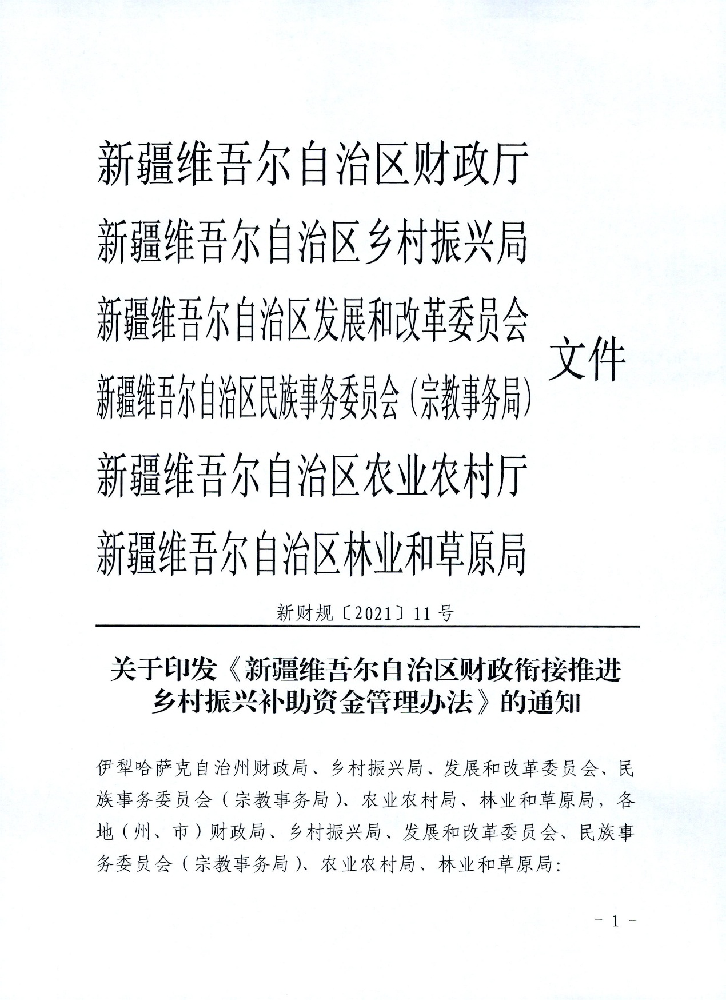 新疆维吾尔自治区财政厅
新疆维吾尔自治区乡村振兴局
新疆维吾尔自治区发展和改革委员会
新疆维吾尔自治区民族事务委员会（宗教事务局）
新疆维吾尔自治区农业农村厅
新疆维吾尔自治区林业和草原局
文件
新财规〔2021〕11 号
关于印发《新疆维吾尔自治区财政衔接推进
乡村振兴补助资金管理办法》的通知
伊犁哈萨克自治州财政局、乡村振兴局、发展和改革委员会、民
族事务委员会（宗教事务局）、农业农村局、林业和草原局，各
地（州、市）财政局、乡村振兴局、发展和改革委员会、民族事
务委员会（宗教事务局）、农业农村局、林业和草原局：
- 1 -